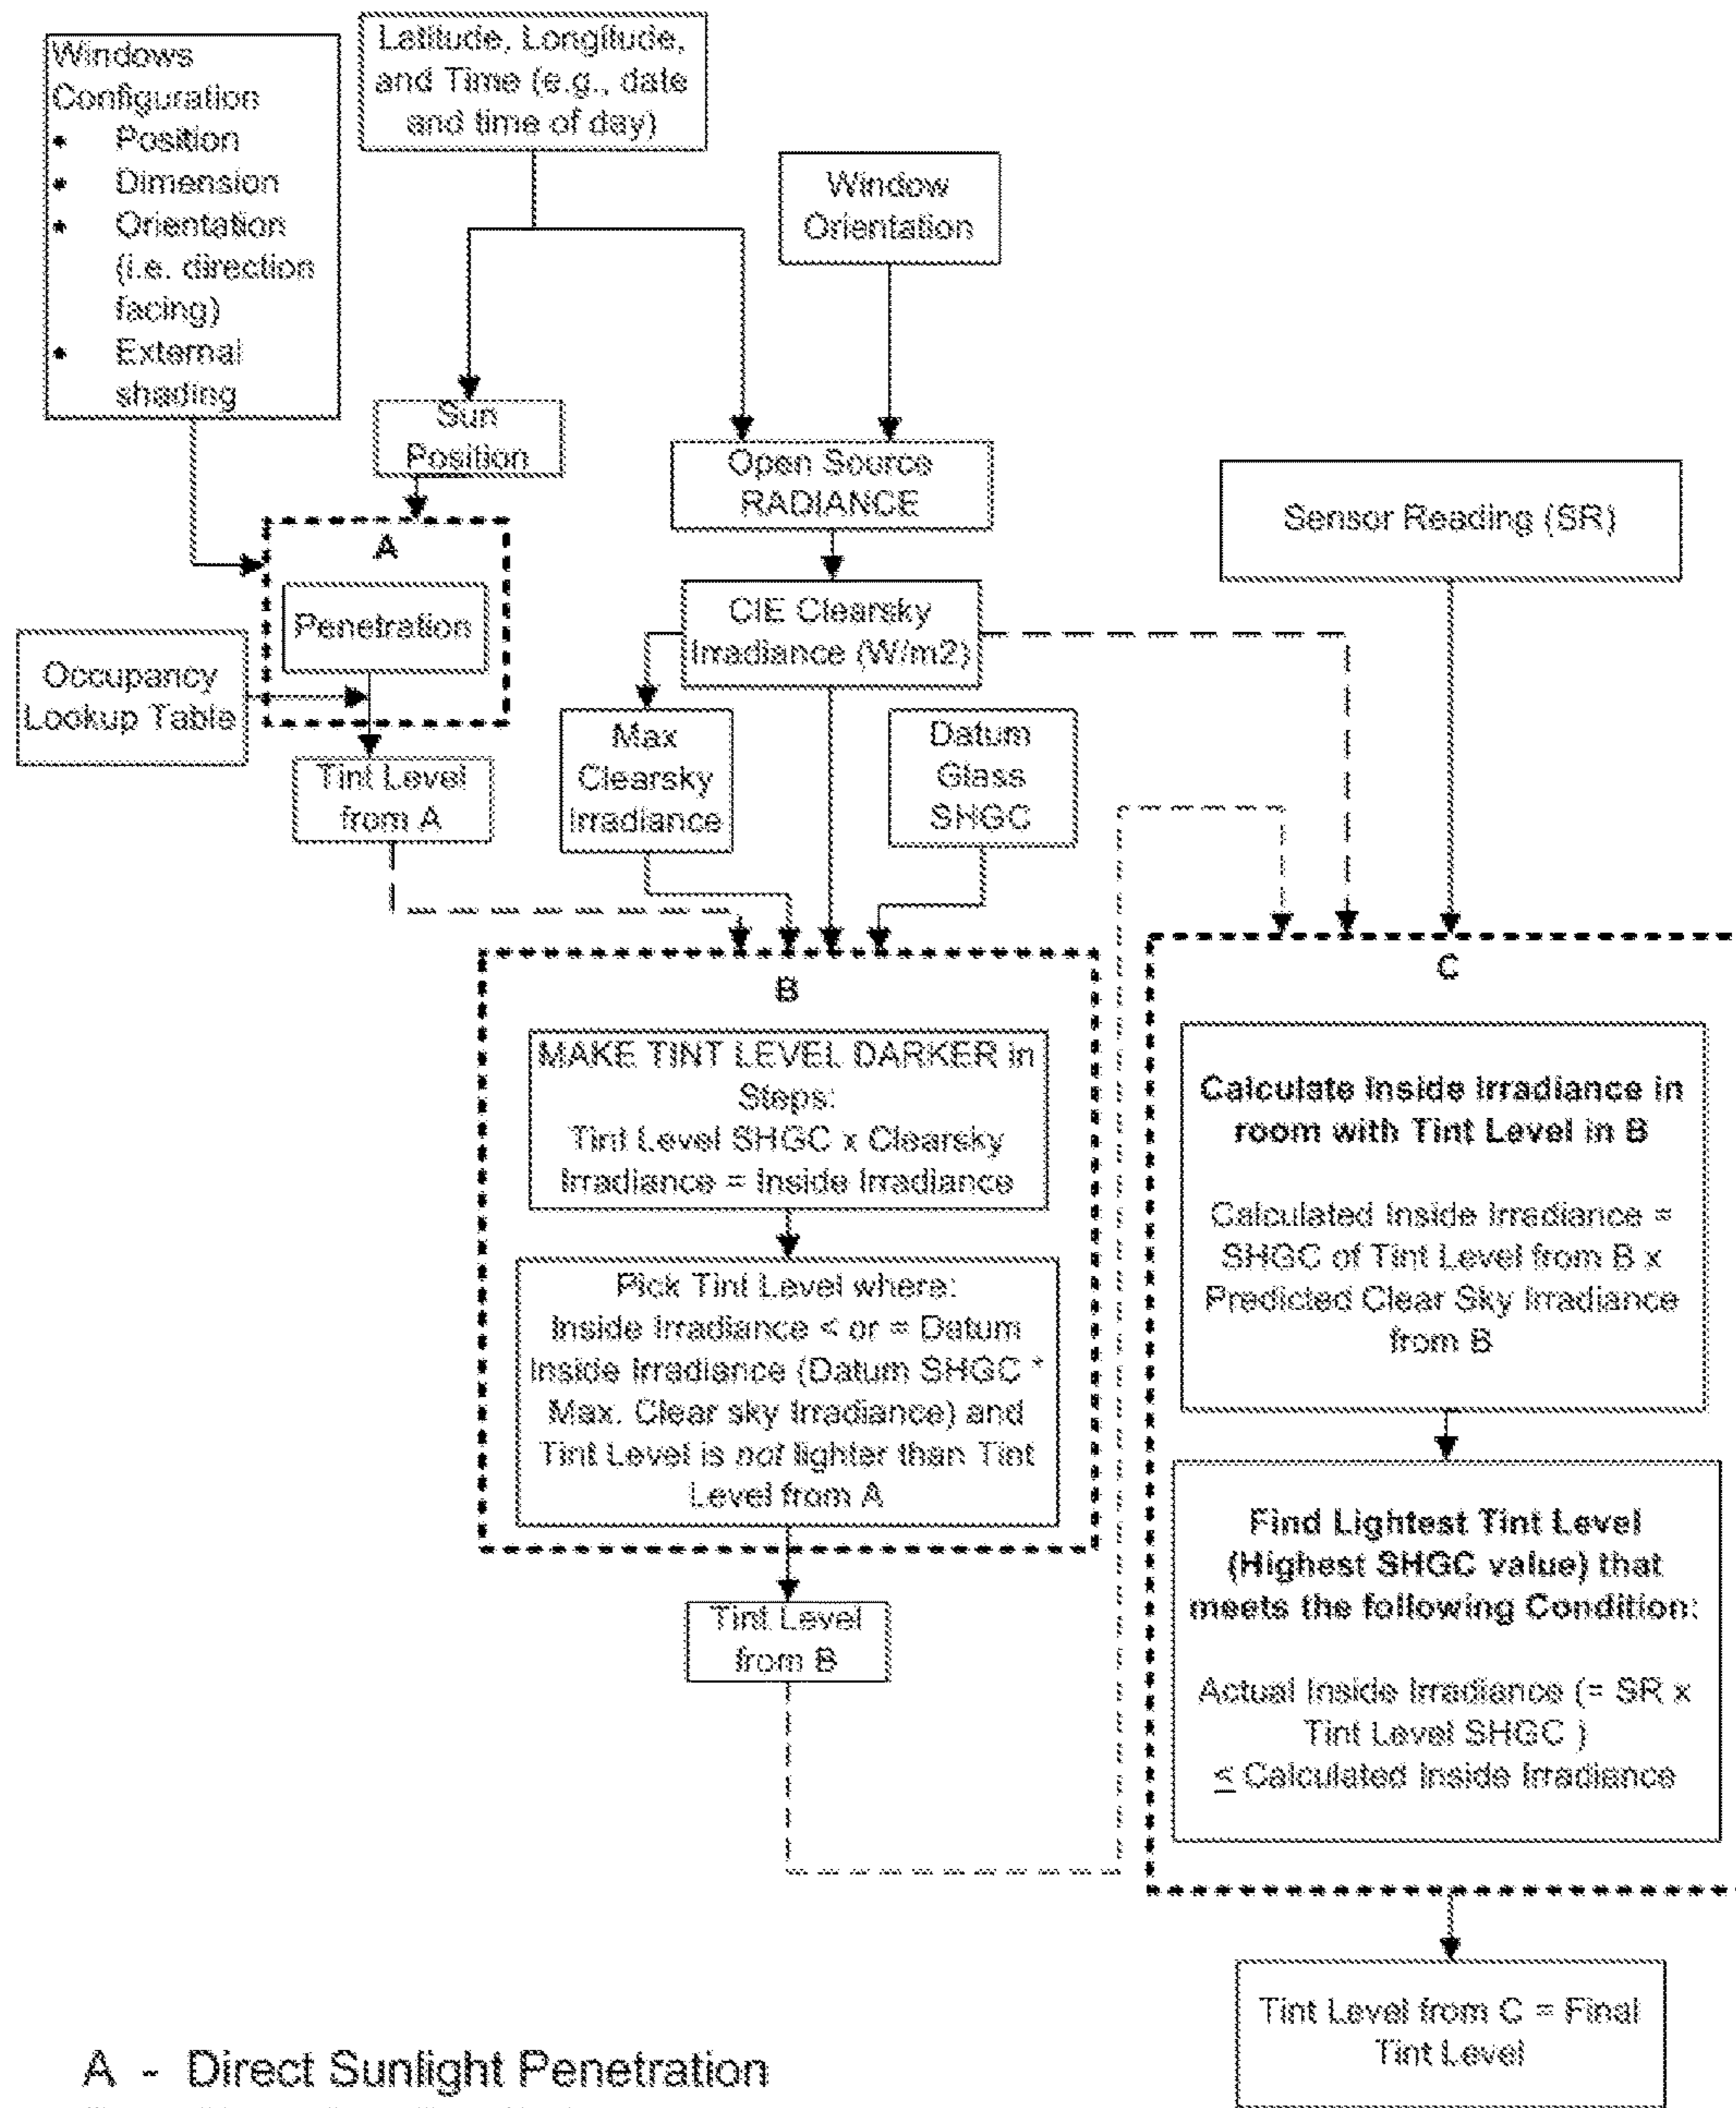 Windows
Configuration
• Position
• Dimension
• Orientation
(i.e. direction
facing)
• External
shading
Latitude, Longitude,
and Time (e.g., date
and time of day)
Window
Orientation
Sun
Position
Open Source
RADIANCE
Sensor Reading (SR)
A
Penetration
Occupancy
Lookup Table
CIE Clearsky
Irradiance (W/m2)
Tint Level
from A
Max
Clearsky
Irradiance
Datum
Glass
SHGC
B
MAKE TINT LEVEL DARKER in
Steps:
Tint Level SHGC x Clearsky
Irradiance = Inside Irradiance
Pick Tint Level where:
Inside Irradiance < or = Datum
Inside Irradiance (Datum SHGC *
Max. Clear sky Irradiance) and
Tint Level is not lighter than Tint
Level from A
Tint Level
from B
C
Calculate Inside Irradiance in
room with Tint Level in B
Calculated Inside Irradiance =
SHGC of Tint Level from B x
Predicted Clear Sky Irradiance
from B
Find Lightest Tint Level
(Highest SHGC value) that
meets the following Condition:
Actual Inside Irradiance (= SR x
Tint Level SHGC )
≤ Calculated Inside Irradiance
Tint Level from C = Final
Tint Level
A - Direct Sunlight Penetration